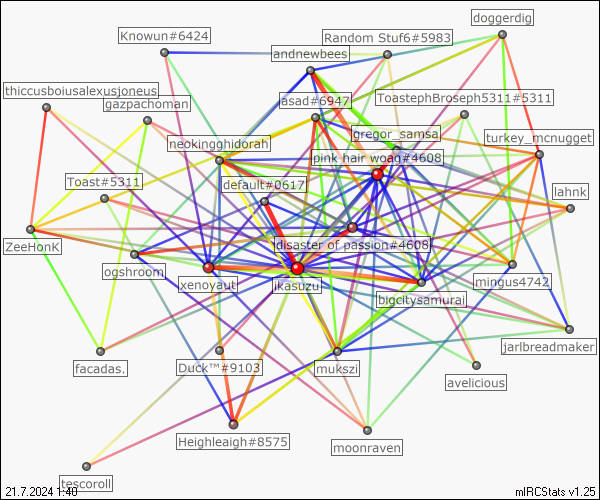 doggerdig
Knowun#6424
Random Stuf6#5983
andnewbees
thiccusboiusalexusjoneus
gazpachoman
asad#6947
ToastephBroseph5311#5311
neokingghidorah
lgregor_samsa
turkey_mcnugget
pink hair woag#4608
Toast#5311
default#0617
lahnk
ZeeHonK
disaster of passion#4608
ogshroom
xenoyaut
ikasuzu
mingus4742
bigcitysamurai
jarlbreadmaker
facadas.
Duck™#9103
mukszi
avelicious
Heighleaigh#8575
moonraven
tescoroll
21.7.2024 1:40
mIRCStats v1.25